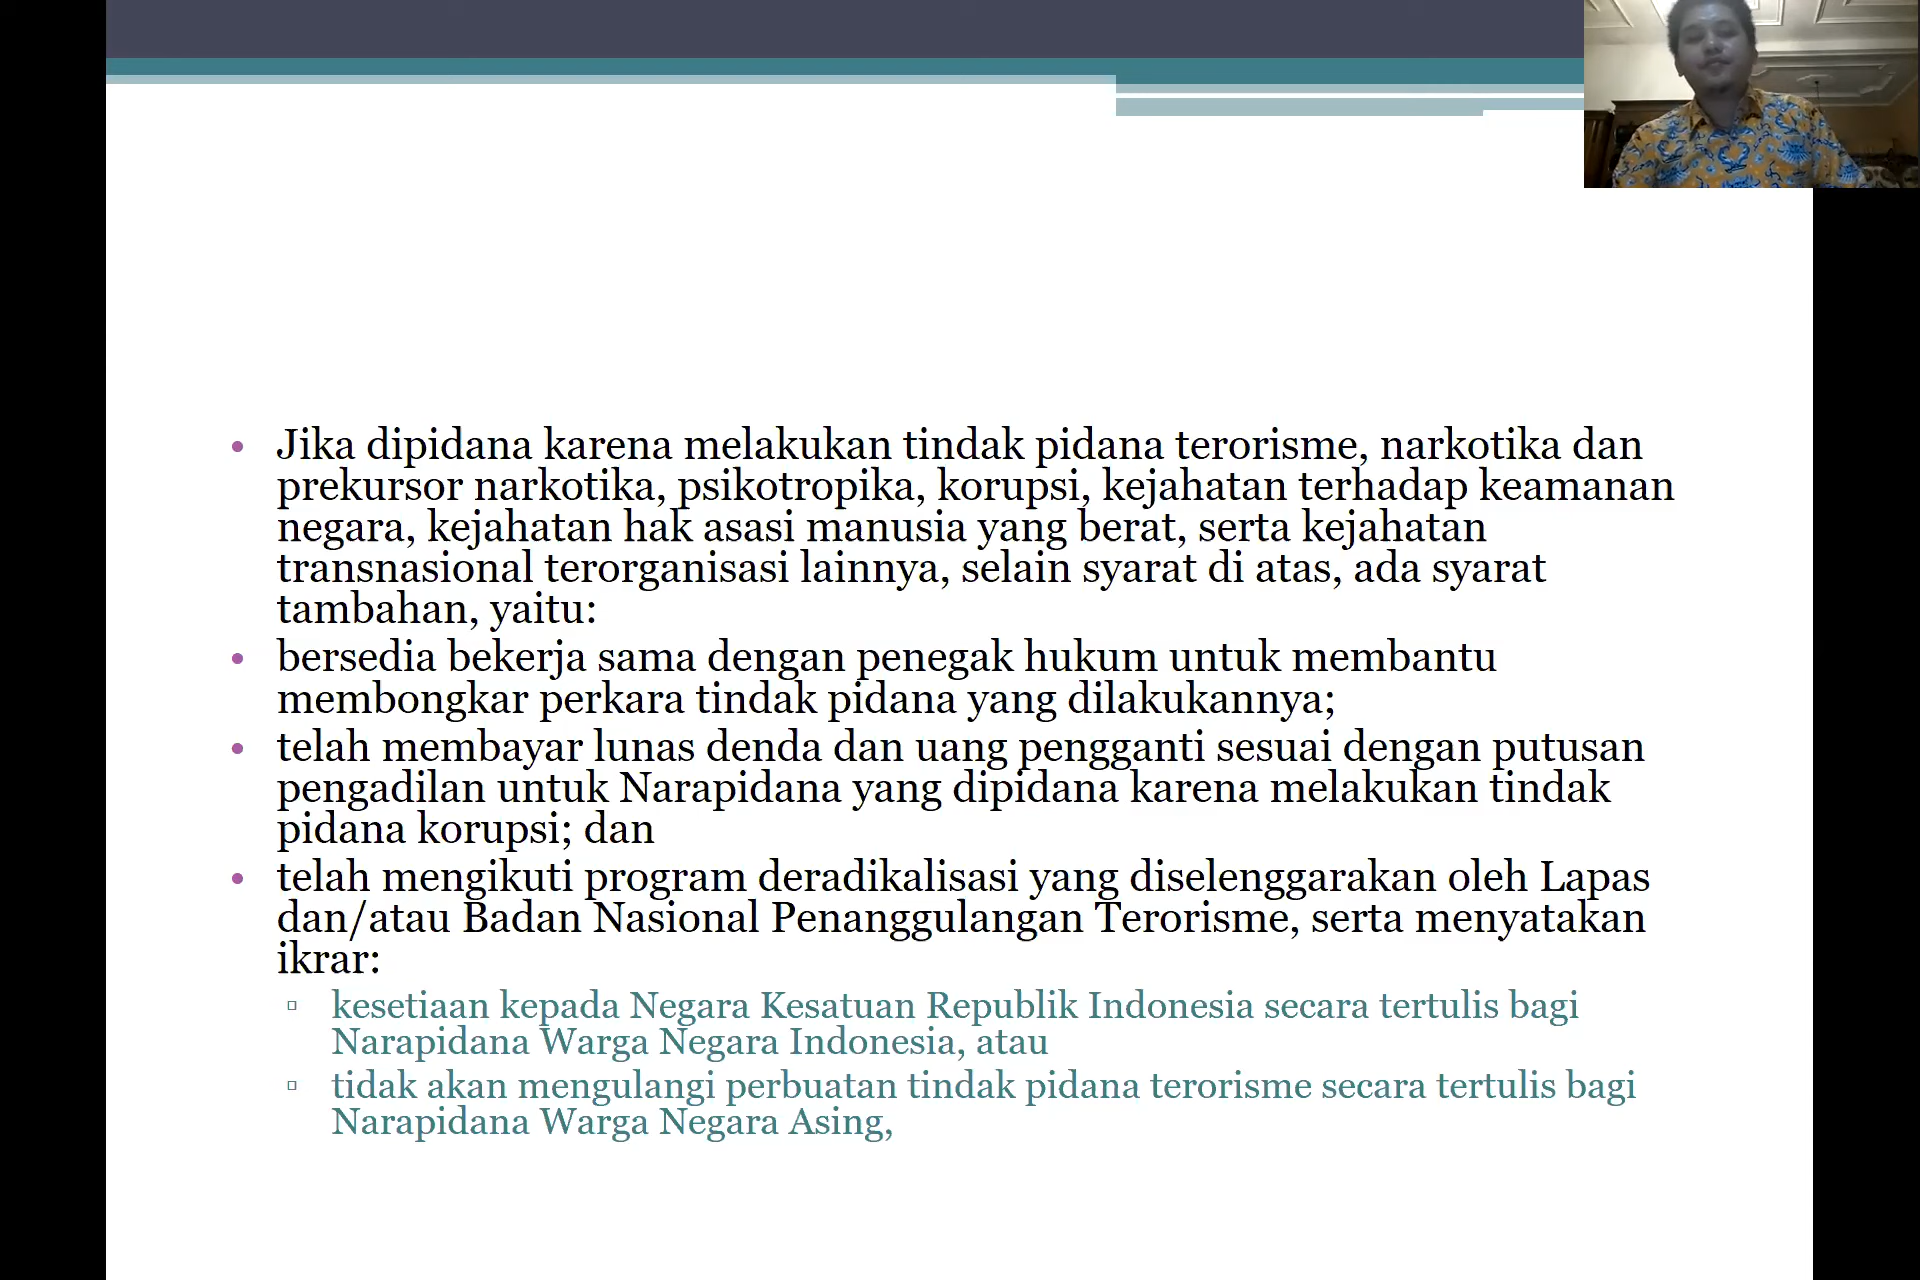 Jika dipidana karena melakukan tindak pidana terorisme, narkotika dan
prekursor narkotika, psikotropika, korupsi, kejahatan terhadap keamanan
negara, kejahatan hak asasi manusia yang berat, serta kejahatan
transnasional terorganisasi lainnya, selain syarat di atas, ada syarat
tambahan, yaitu:
bersedia bekerja sama dengan penegak hukum untuk membantu
membongkar perkara tindak pidana yang dilakukannya;
telah membayar lunas denda dan uang pengganti sesuai dengan putusan
pengadilan untuk Narapidana yang dipidana karena melakukan tindak
pidana korupsi; dan
telah mengikuti program deradikalisasi yang diselenggarakan oleh Lapas
dan/atau Badan Nasional Penanggulangan Terorisme, serta menyatakan
ikrar:
kesetiaan kepada Negara Kesatuan Republik Indonesia secara tertulis bagi
Narapidana Warga Negara Indonesia, atau
tidak akan mengulangi perbuatan tindak pidana terorisme secara tertulis bagi
Narapidana Warga Negara Asing,